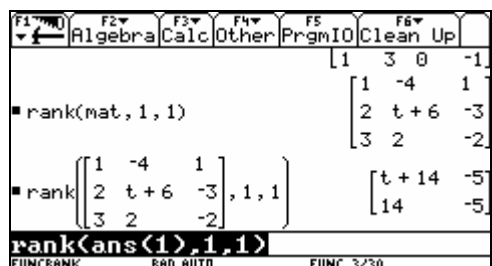 F1 F2 F3 F4 F5 F6
Algebra Calc Other PrgmIO Clean Up
[1 3 0 -1]
[1 -4 1]
▪rank(mat,1,1) [2 t+6 -3]
[3 2 -2]
[1 -4 1]
▪rank([2 t+6 -3],1,1) [t+14 -5]
[3 2 -2] [14 -5]
rank(ans(1),1,1)
FUNCRANK RAD AUTO FUNC 3/30